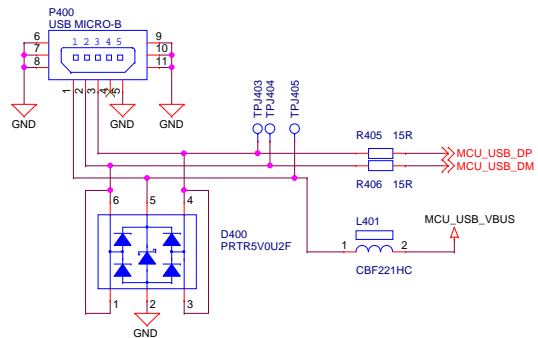 P400
USB MICRO-B
6
7
8
1 2 3 4 5
9
10
11
1
2
3
4
5
GND
GND
GND
TPJ403
TPJ404
TPJ405
R405 15R
MCU_USB_DP
MCU_USB_DM
R406 15R
6
5
4
D400
PRTR5V0U2F
L401
MCU_USB_VBUS
1
2
CBF221HC
1
2
3
GND